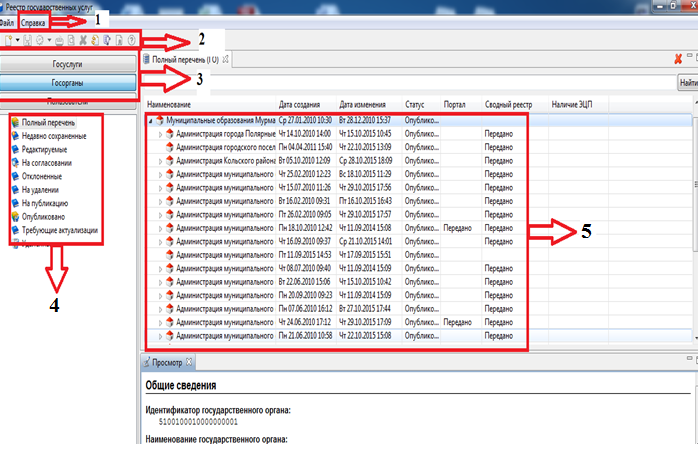 Реестр государственных услуг
Файл Справка
1
2
3
4
5
Госуслуги
Госорганы
Пользователи
Полный перечень
Недавно сохраненные
Редактируемые
На согласовании
Отклоненные
На удалении
На публикацию
Опубликовано
Требующие актуализации
Полный перечень (ГО)
Найти
Наименование Дата создания Дата изменения Статус Портал Сводный реестр Наличие ЭЦП
Муниципальные образования Мурма Ср 27.01.2010 10:30 Вт 28.12.2010 15:37 Опублико...
Администрация города Полярные Чт 14.10.2010 14:00 Чт 15.10.2015 10:45 Опублико... Передано
Администрация городского посел Пн 04.04.2011 15:40 Чт 22.10.2015 13:09 Опублико...
Администрация Кольского района Вт 05.10.2010 12:09 Ср 28.10.2015 18:09 Опублико... Передано
Администрация муниципального Чт 25.02.2010 12:23 Вс 18.10.2015 11:29 Опублико... Передано
Администрация муниципального Чт 15.07.2010 11:26 Чт 29.10.2015 17:56 Опублико... Передано
Администрация муниципального Вт 16.02.2010 09:31 Пт 16.10.2015 16:43 Опублико... Передано
Администрация муниципального Пт 26.02.2010 09:05 Чт 29.10.2015 17:57 Опублико... Передано
Администрация муниципального Пн 18.10.2010 12:42 Чт 11.09.2014 15:08 Опублико... Передано Передано
Администрация муниципального Чт 16.09.2010 09:37 Ср 21.10.2015 14:01 Опублико... Передано
Администрация муниципального Пт 11.09.2015 14:53 Чт 17.09.2015 15:51 Опублико...
Администрация муниципального Чт 08.07.2010 09:40 Чт 11.09.2014 15:09 Опублико... Передано
Администрация муниципального Вт 22.06.2010 15:06 Чт 15.10.2015 10:42 Опублико... Передано
Администрация муниципального Пн 20.09.2010 09:23 Чт 11.09.2014 15:09 Опублико... Передано
Администрация муниципального Пн 07.06.2010 16:12 Вт 27.10.2015 17:44 Опублико... Передано
Администрация муниципального Чт 24.06.2010 17:12 Чт 29.10.2015 17:09 Опублико... Передано Передано
Администрация муниципального Пн 21.06.2010 10:58 Чт 22.10.2015 15:08 Опублико... Передано
Просмотр
Общие сведения
Идентификатор государственного органа:
5100100010000000001
Наименование государственного органа: